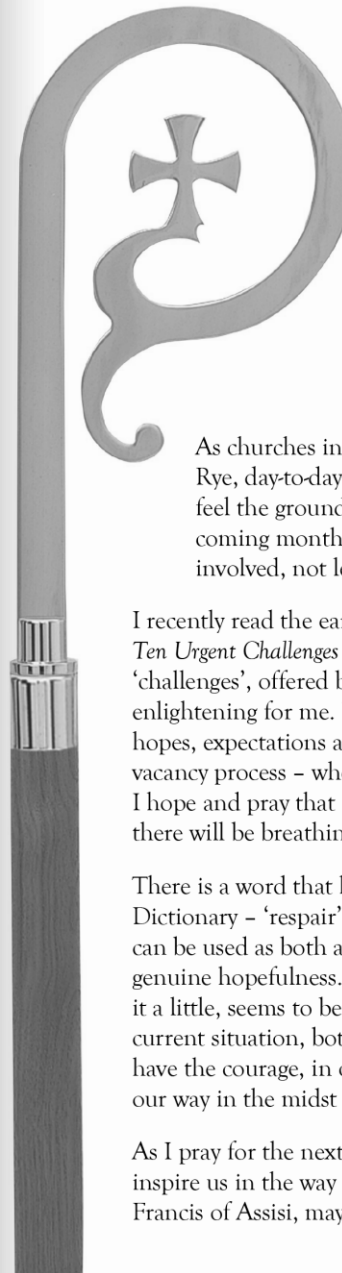 As churches in
Rye, day-to-day
feel the ground
coming month
involved, not l
I recently read the ea
Ten Urgent Challenges
‘challenges’, offered b
enlightening for me.
hopes, expectations a
vacancy process – wh
I hope and pray that
there will be breathin
There is a word that
Dictionary – ‘respair’
can be used as both a
genuine hopefulness.
it a little, seems to be
current situation, bot
have the courage, in
our way in the midst
As I pray for the next
inspire us in the way
Francis of Assisi, may